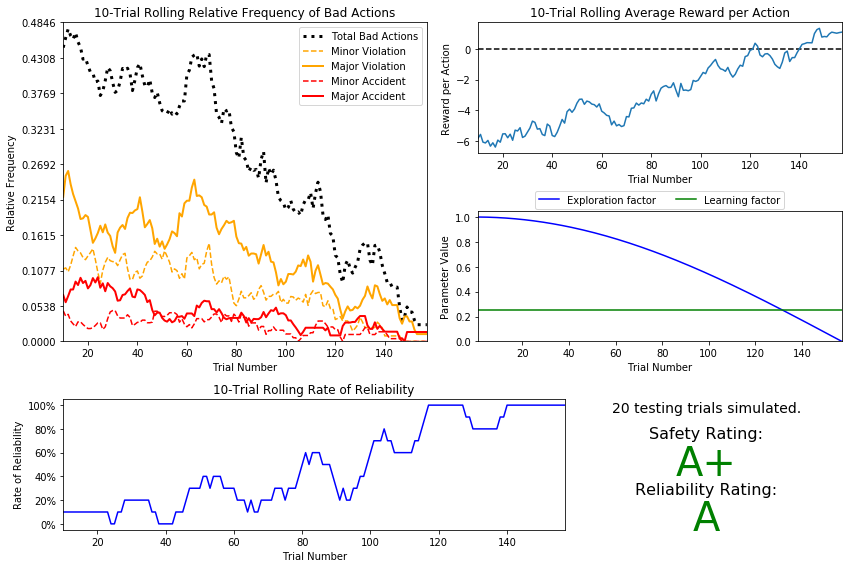 10-Trial Rolling Relative Frequency of Bad Actions
0.4846
0.4308
0.3769
0.3231
0.2692
0.2154
0.1615
0.1077
0.0538
0.0000
Relative Frequency
20 40 60 80 100 120 140
Trial Number
Total Bad Actions
Minor Violation
Major Violation
Minor Accident
Major Accident
10-Trial Rolling Average Reward per Action
0
−2
−4
−6
Reward per Action
20 40 60 80 100 120 140
Trial Number
Exploration factor Learning factor
1.0
0.8
0.6
0.4
0.2
0.0
Parameter Value
20 40 60 80 100 120 140
Trial Number
10-Trial Rolling Rate of Reliability
100%
80%
60%
40%
20%
0%
Rate of Reliability
20 40 60 80 100 120 140
Trial Number
20 testing trials simulated.
Safety Rating:
A+
Reliability Rating:
A